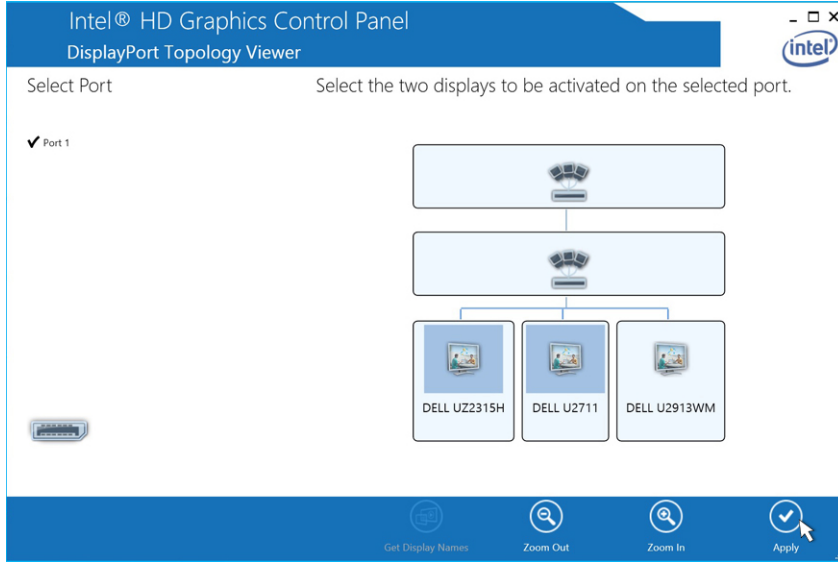 Intel® HD Graphics Control Panel
DisplayPort Topology Viewer
intel
Select Port
Select the two displays to be activated on the selected port.
Port 1
DELL UZ2315H
DELL U2711
DELL U2913WM
Get Display Names
Zoom Out
Zoom In
Apply